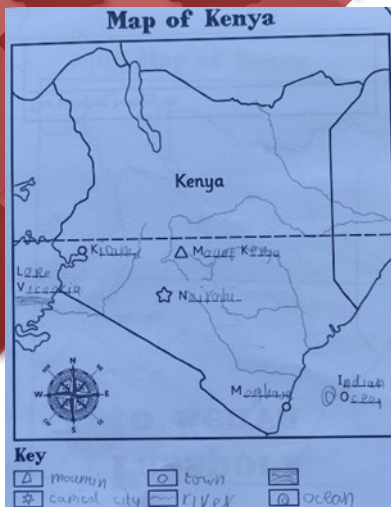 Map of Kenya
Kenya
Kisumu
Mount Kenya
Lake
Victoria
Nairobi
N
W E
S
Mombasa
Indian
Ocean
Key
mountin town
capical city river ocean